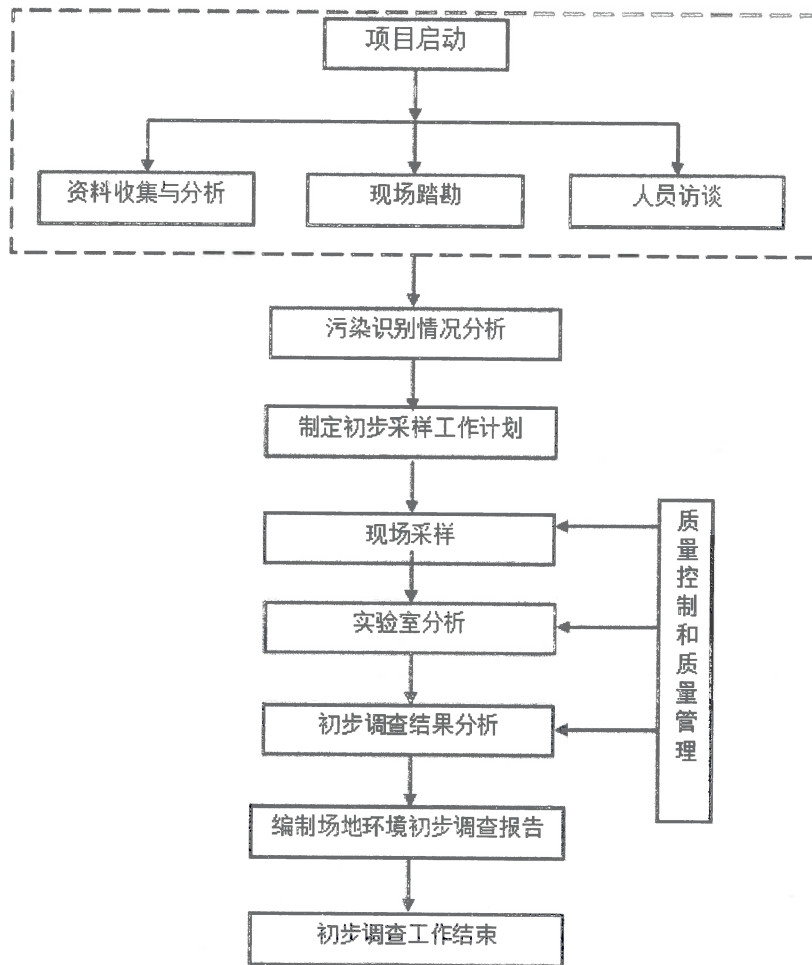 项目启动
资料收集与分析
现场踏勘
人员访谈
污染识别情况分析
制定初步采样工作计划
现场采样
实验室分析
初步调查结果分析
质量控制和质量管理
编制场地环境初步调查报告
初步调查工作结束